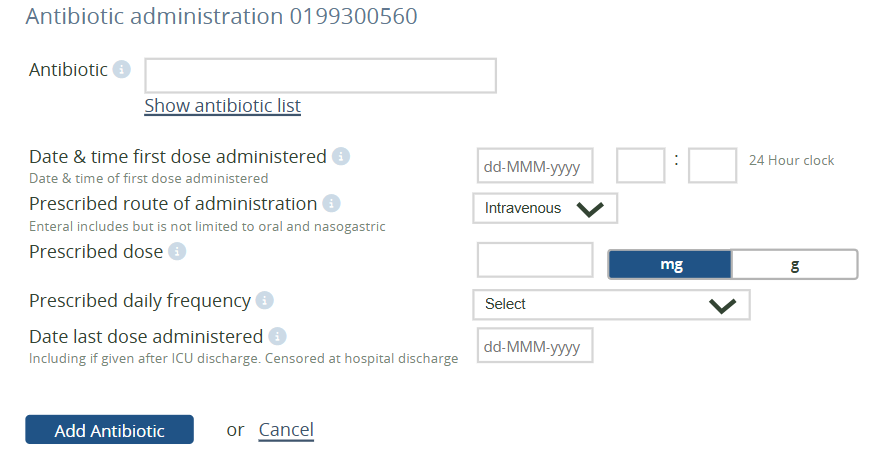 Antibiotic administration 0199300560
Antibiotic i
Show antibiotic list
Date & time first dose administered i dd-MMM-yyyy : 24 Hour clock
Date & time of first dose administered
Prescribed route of administration i Intravenous
Enteral includes but is not limited to oral and nasogastric
Prescribed dose i mg g
Prescribed daily frequency i Select
Date last dose administered i dd-MMM-yyyy
Including if given after ICU discharge. Censored at hospital discharge
Add Antibiotic or Cancel